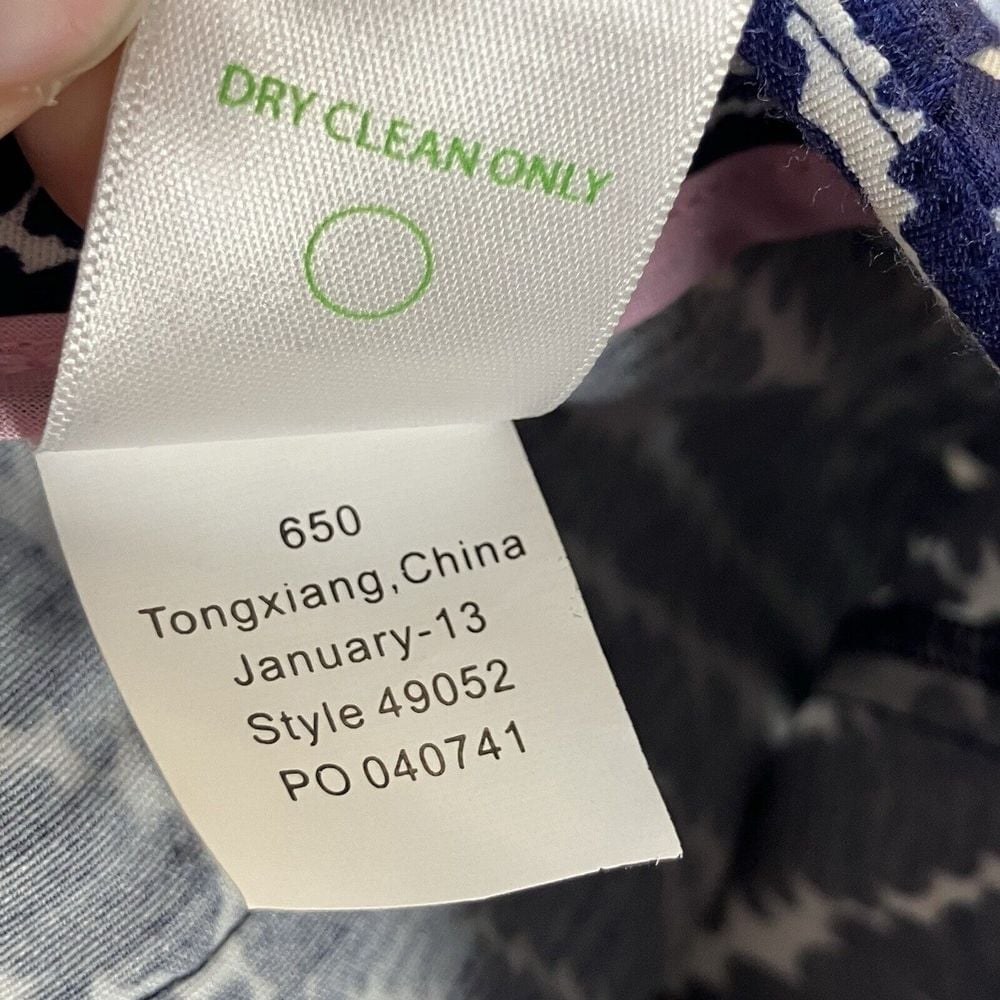 DRY CLEAN ONLY
650
Tongxiang,China
January-13
Style 49052
PO 040741